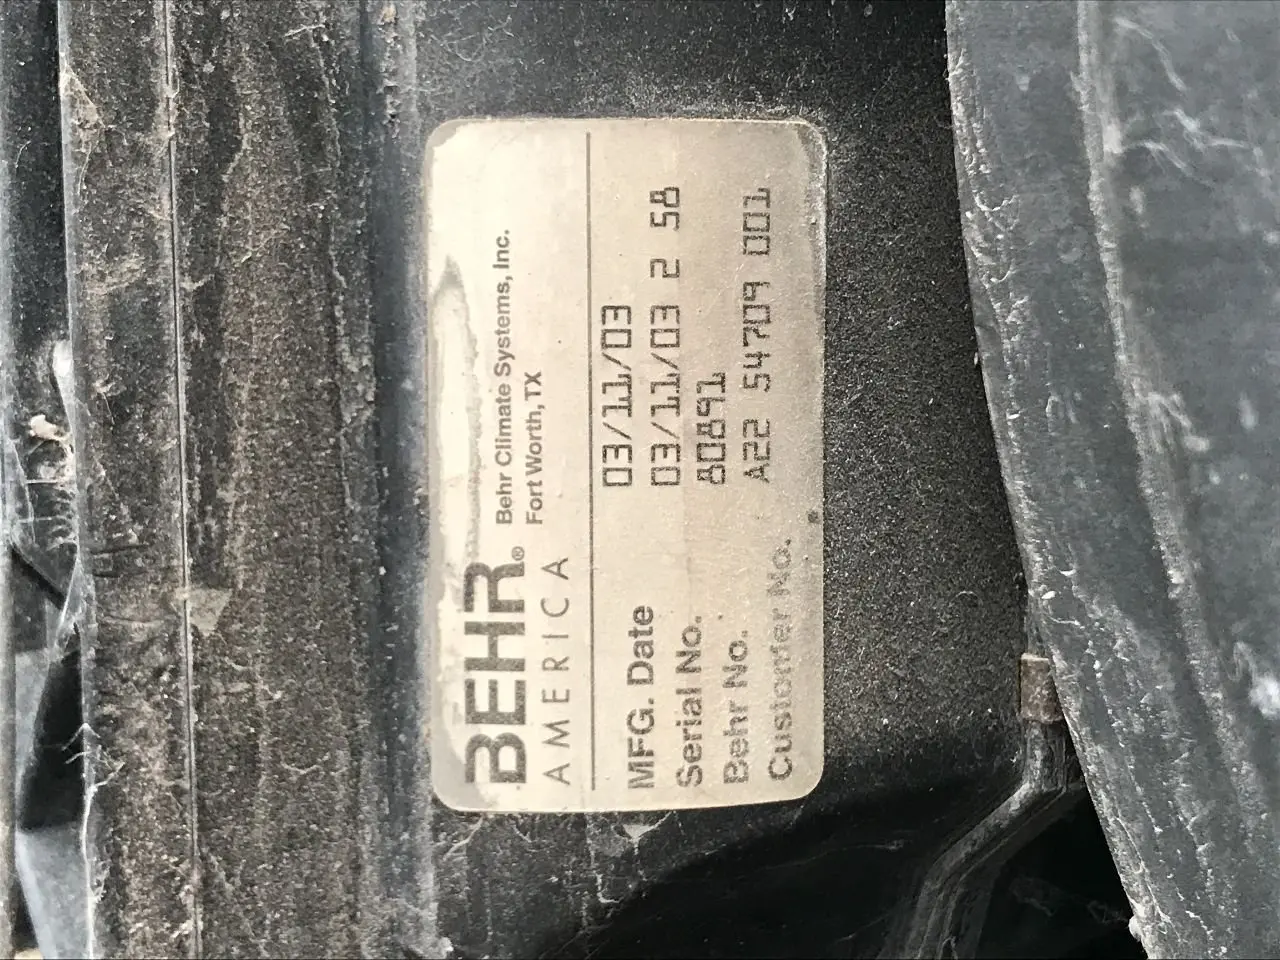 BEHR® Behr Climate Systems, Inc.
AMERICA Fort Worth, TX
MFG. Date 03/11/03
Serial No. 03/11/03 2 58
Behr No. 80891
Customer No. A22 54709 001